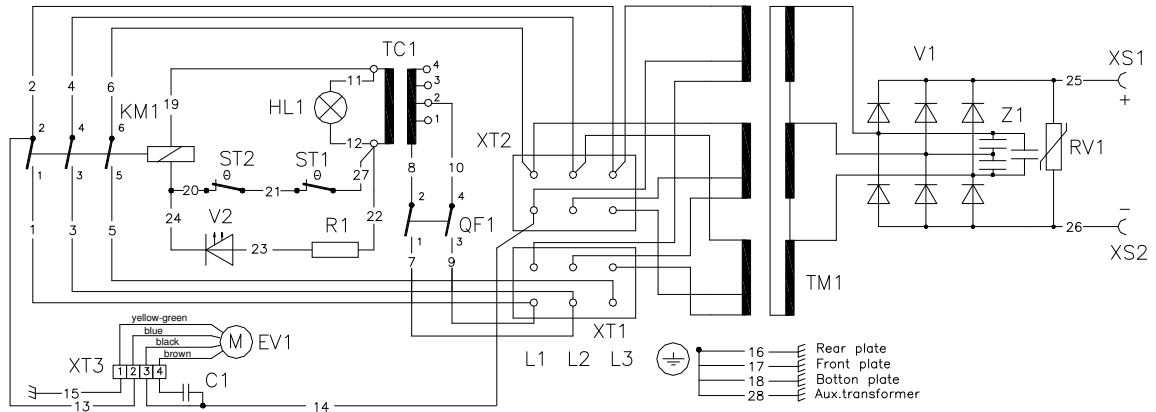 TC1
V1
XS1
4
11
3
25
2
4
6
19
HL1
2
+
KM1
1
Z1
2
4
6
12
XT2
RV1
ST2
ST1
8
10
1
3
5
θ
θ
27
20
21
2
4
24
V2
R1
22
QF1
−
26
1
3
5
23
1
3
XS2
7
9
TM1
yellow-green
blue
black
brown
M
EV1
XT1
L1
L2
L3
16
Rear plate
17
Front plate
18
Botton plate
28
Aux.transformer
XT3
1
2
3
4
C1
15
13
14